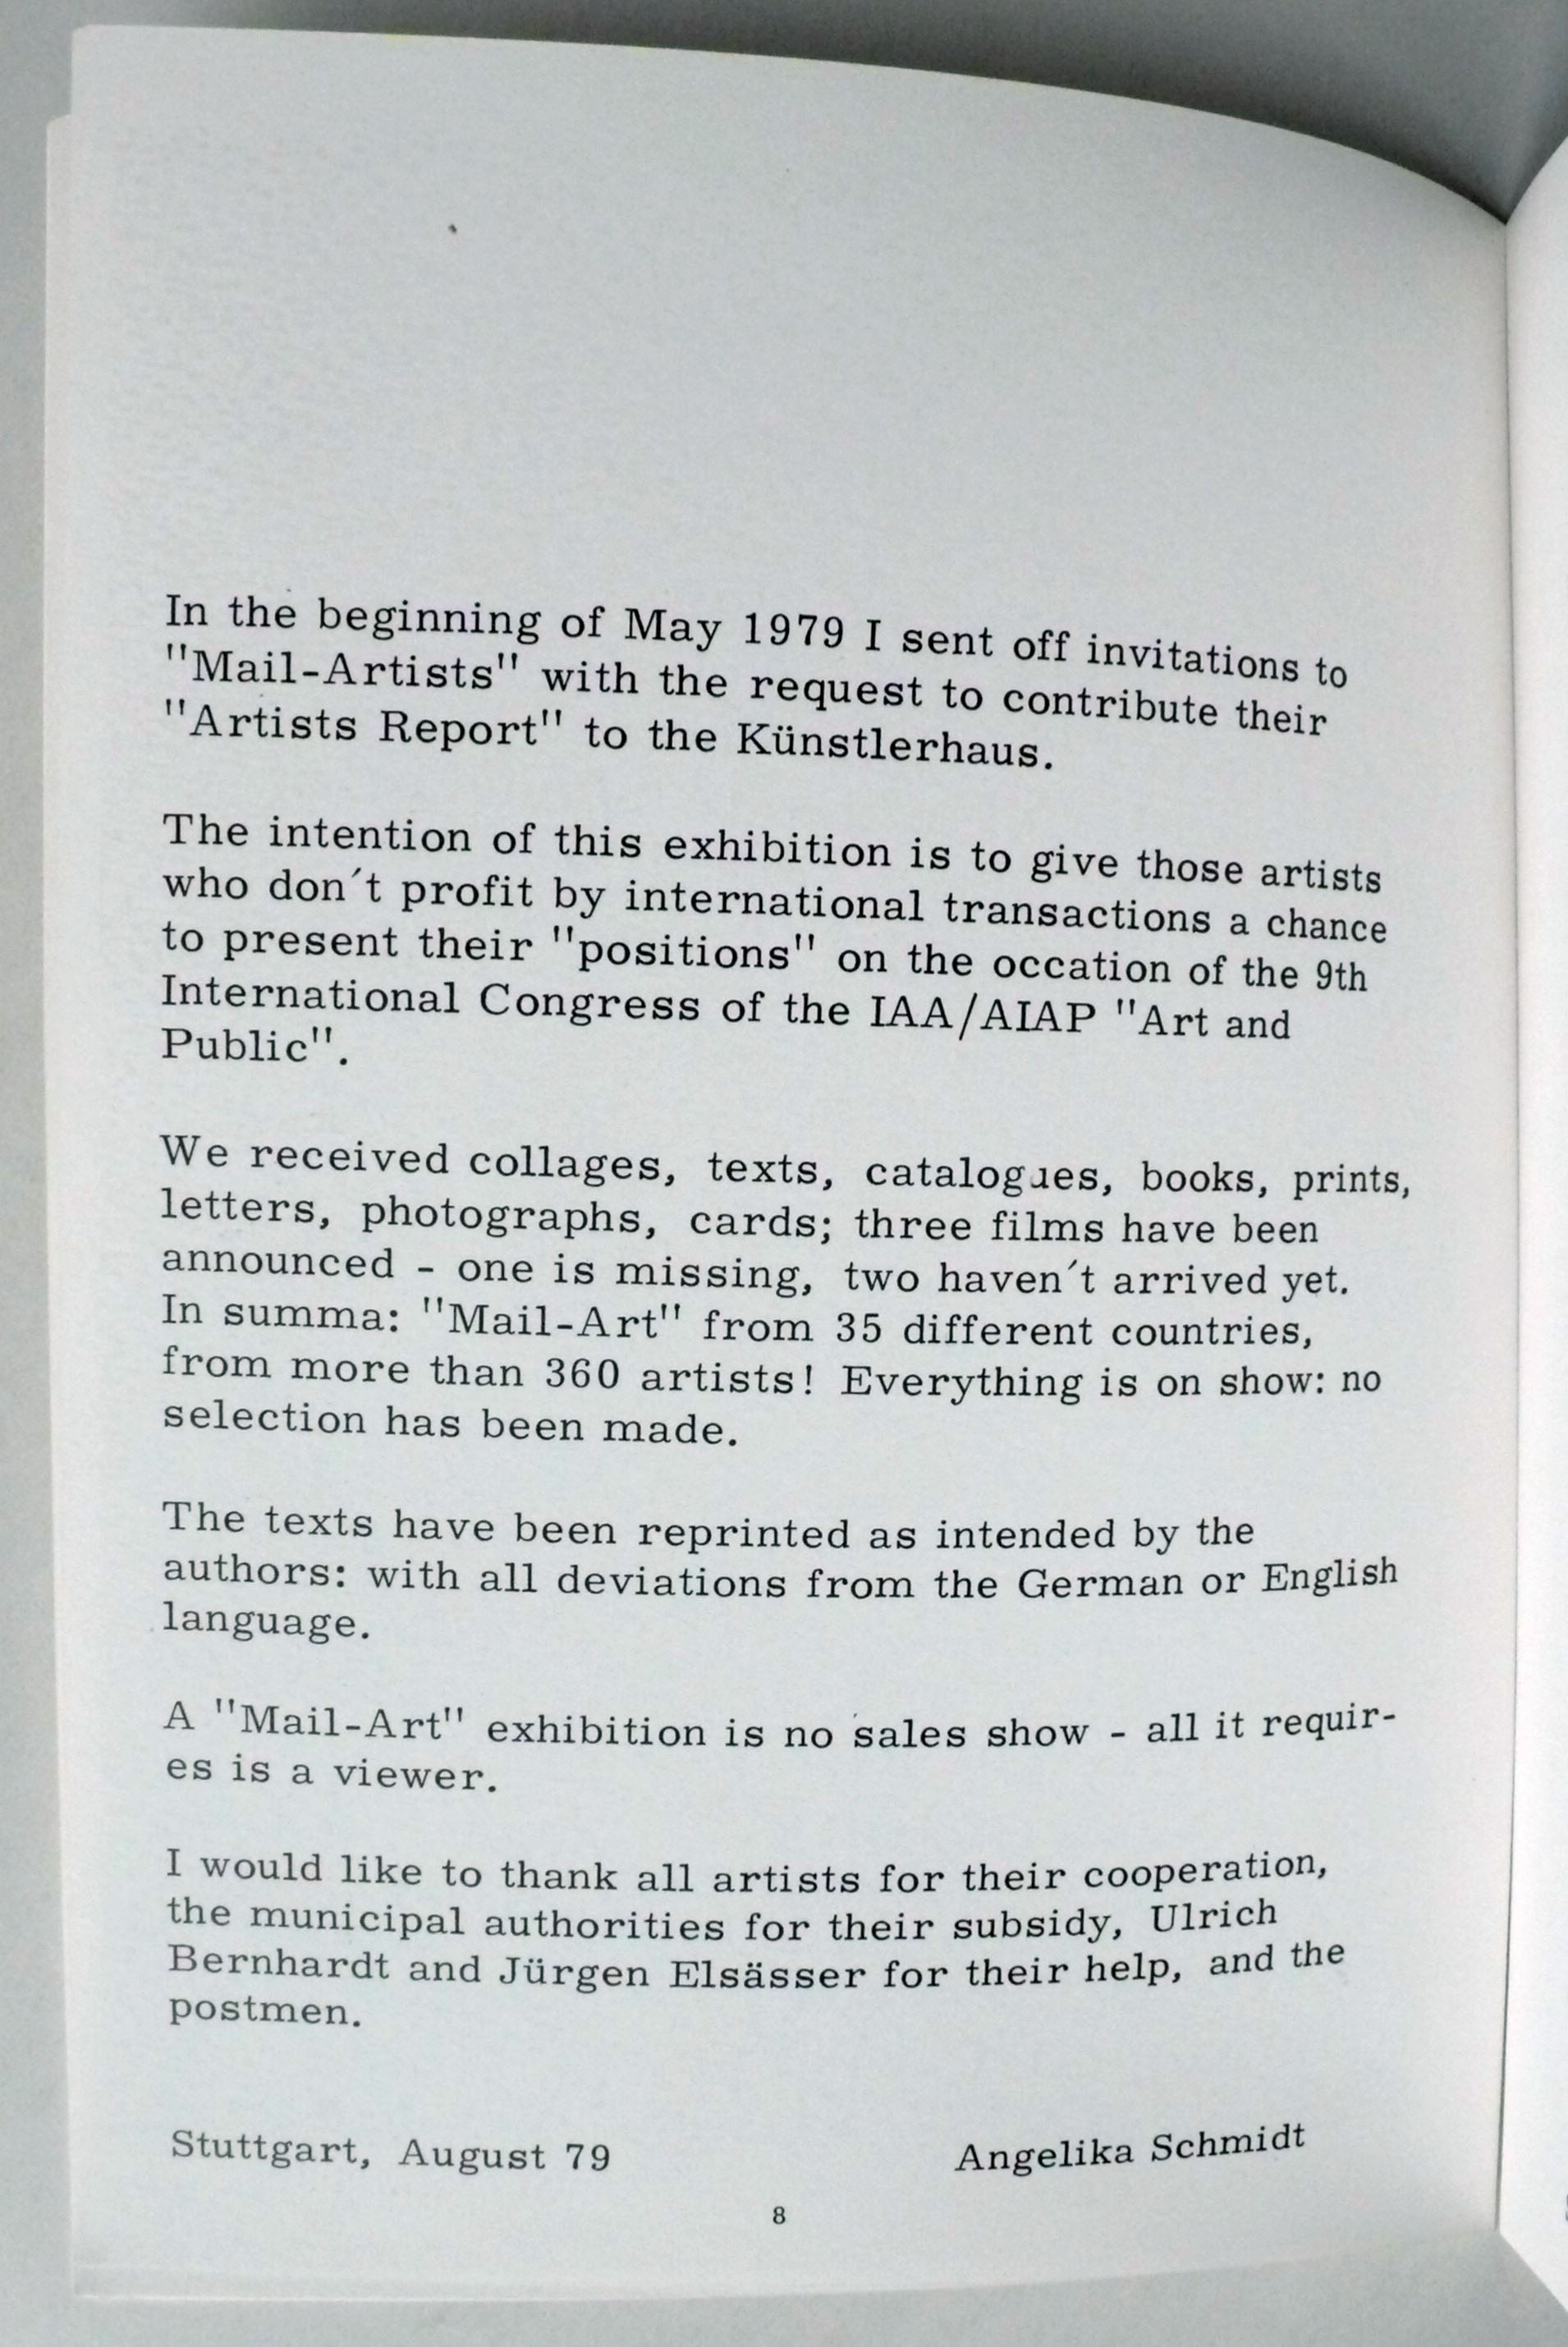 In the beginning of May 1979 I sent off invitations to
"Mail-Artists" with the request to contribute their
"Artists Report" to the Künstlerhaus.
The intention of this exhibition is to give those artists
who don´t profit by international transactions a chance
to present their "positions" on the occation of the 9th
International Congress of the IAA/AIAP "Art and
Public".
We received collages, texts, catalogues, books, prints,
letters, photographs, cards; three films have been
announced - one is missing, two haven´t arrived yet.
In summa: "Mail-Art" from 35 different countries,
from more than 360 artists! Everything is on show: no
selection has been made.
The texts have been reprinted as intended by the
authors: with all deviations from the German or English
language.
A "Mail-Art" exhibition is no sales show - all it requir-
es is a viewer.
I would like to thank all artists for their cooperation,
the municipal authorities for their subsidy, Ulrich
Bernhardt and Jürgen Elsässer for their help, and the
postmen.
Stuttgart, August 79 Angelika Schmidt
8